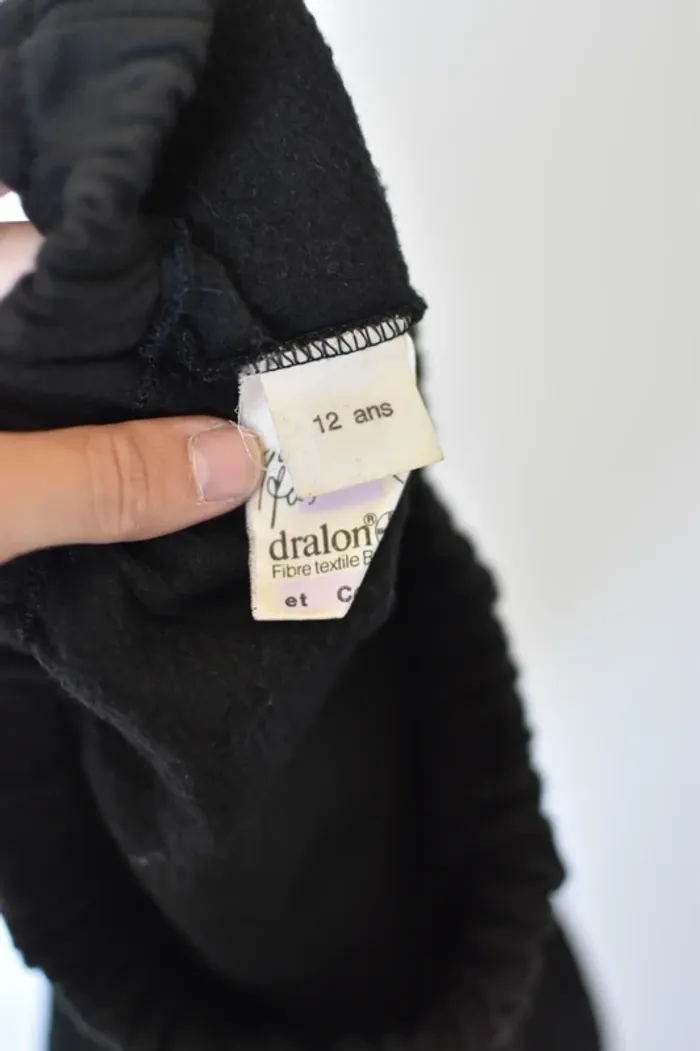 12 ans
dralon®
Fibre textile B
et C